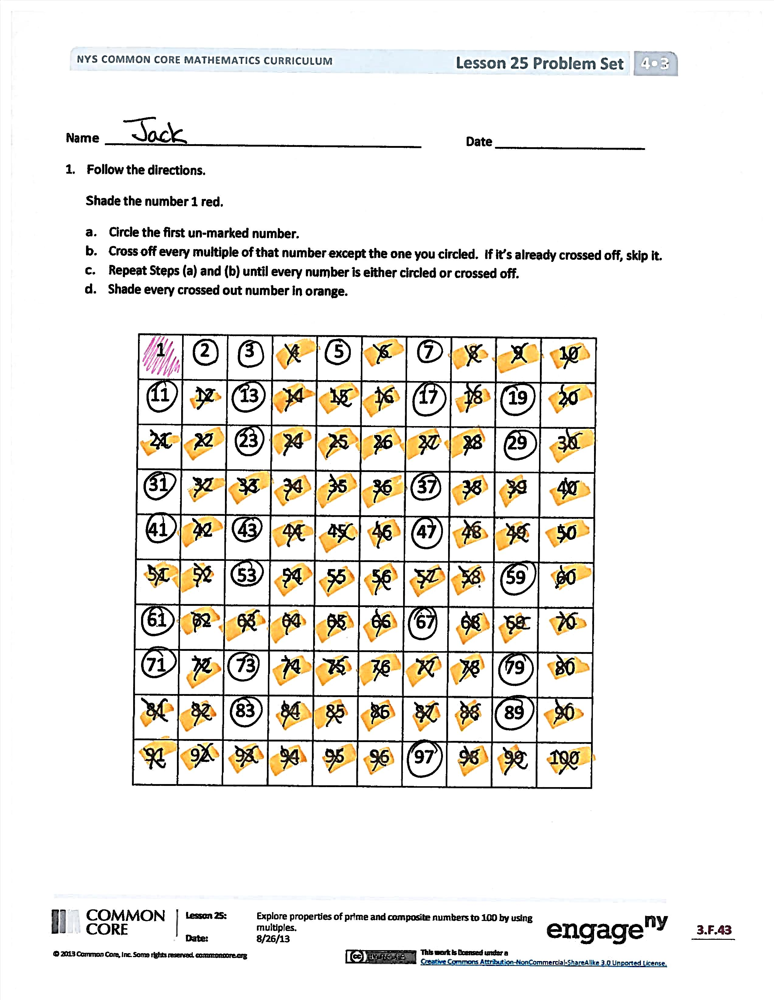 NYS COMMON CORE MATHEMATICS CURRICULUM Lesson 25 Problem Set 4•3
Name Jack Date
1. Follow the directions.
Shade the number 1 red.
a. Circle the first un-marked number.
b. Cross off every multiple of that number except the one you circled. If it's already crossed off, skip it.
c. Repeat Steps (a) and (b) until every number is either circled or crossed off.
d. Shade every crossed out number in orange.
1 2 3 4 5 6 7 8 9 10
11 12 13 14 15 16 17 18 19 20
21 22 23 24 25 26 27 28 29 30
31 32 33 34 35 36 37 38 39 40
41 42 43 44 45 46 47 48 49 50
51 52 53 54 55 56 57 58 59 60
61 62 63 64 65 66 67 68 69 70
71 72 73 74 75 76 77 78 79 80
81 82 83 84 85 86 87 88 89 90
91 92 93 94 95 96 97 98 99 100
COMMON CORE
Lesson 25: Explore properties of prime and composite numbers to 100 by using
multiples.
Date: 8/26/13
engage ny 3.F.43
© 2013 Common Core, Inc. Some rights reserved. commoncore.org
cc BY-NC-SA
This work is licensed under a
Creative Commons Attribution-NonCommercial-ShareAlike 3.0 Unported License.